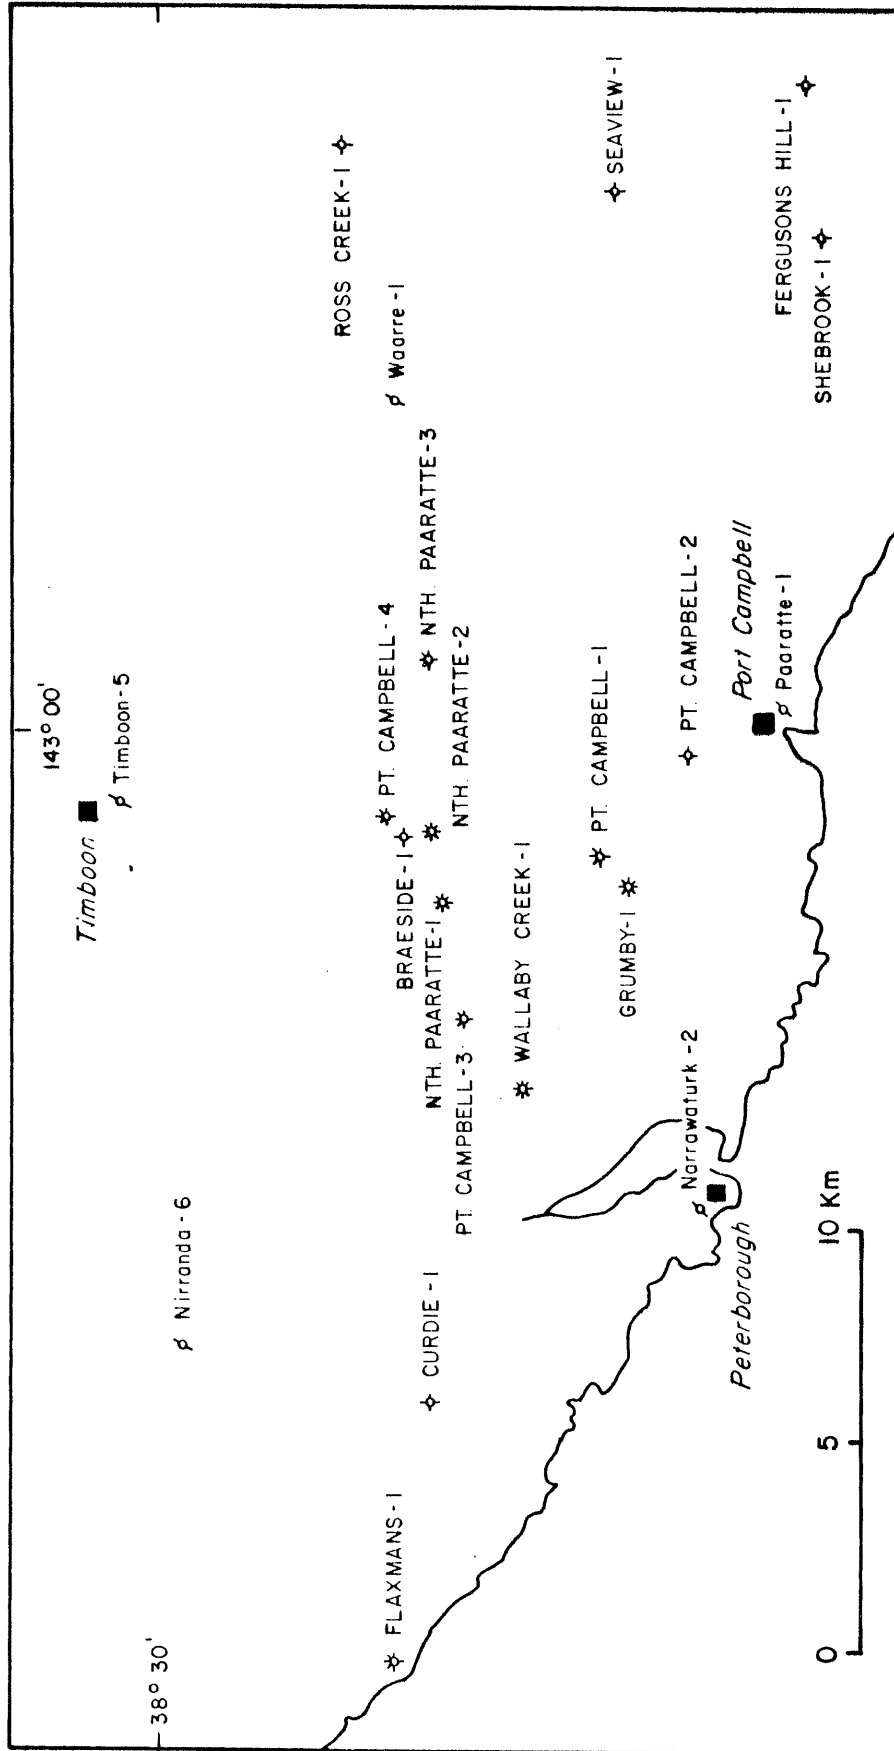 143° 00'
Timboon
Timboon-5
38° 30'
Nirranda-6
ROSS CREEK-1
Waarre-1
PT. CAMPBELL-4
NTH. PAARATTE-3
BRAESIDE-1
NTH. PAARATTE-2
NTH. PAARATTE-1
PT. CAMPBELL-3
FLAXMANS-1
CURDIE-1
WALLABY CREEK-1
SEAVIEW-1
PT. CAMPBELL-1
GRUMBY-1
PT. CAMPBELL-2
Narrawaturk-2
Peterborough
Port Campbell
Paaratte-1
FERGUSONS HILL-1
SHEBROOK-1
0
5
10 Km